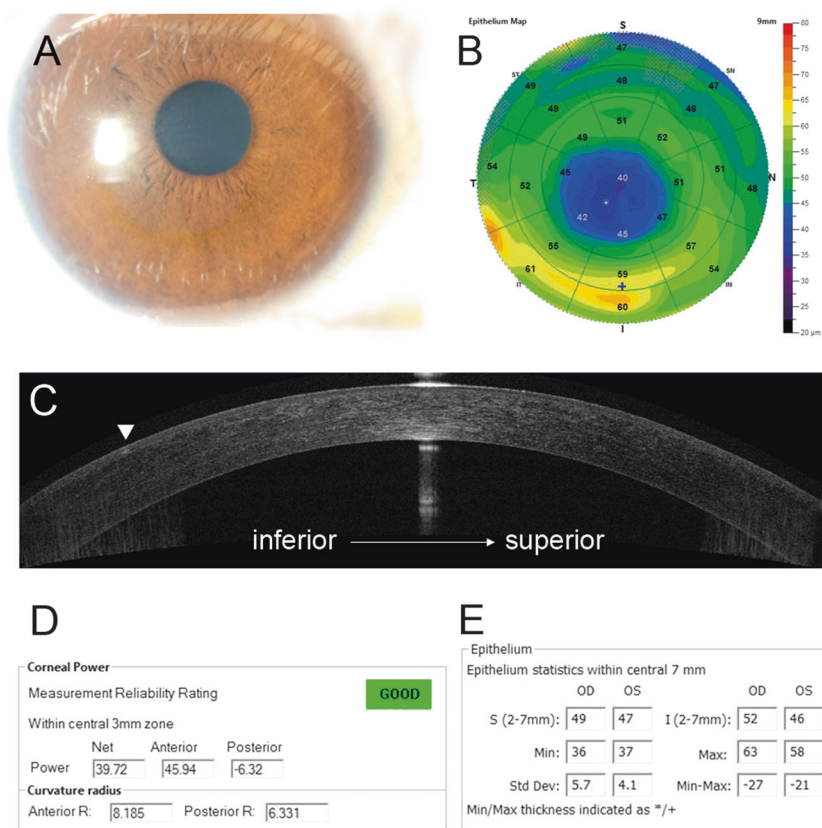 A
B
Epithelium Map
9mm
S
47
ST
49
48
47
SN
49
48
51
52
T
54
45
40
51
N
52
51
48
42
47
45
55
57
61
59
54
IT
60
IN
I
80
75
70
65
60
55
50
45
40
35
30
25
20 µm
C
inferior superior
D
Corneal Power
Measurement Reliability Rating GOOD
Within central 3mm zone
Net Anterior Posterior
Power 39.72 45.94 -6.32
Curvature radius
Anterior R: 8.185 Posterior R: 6.331
E
Epithelium
Epithelium statistics within central 7 mm
OD OS OD OS
S (2-7mm): 49 47 I (2-7mm): 52 46
Min: 36 37 Max: 63 58
Std Dev: 5.7 4.1 Min-Max: -27 -21
Min/Max thickness indicated as */+